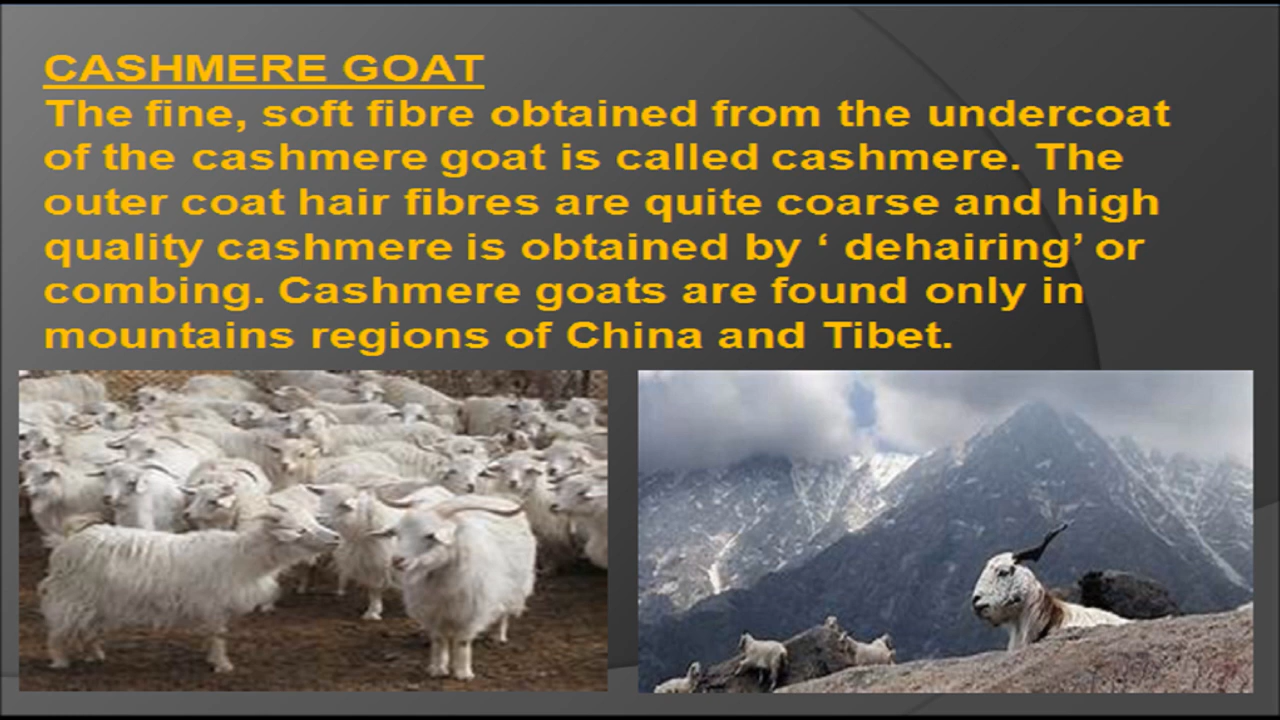 CASHMERE GOAT
The fine, soft fibre obtained from the undercoat
of the cashmere goat is called cashmere. The
outer coat hair fibres are quite coarse and high
quality cashmere is obtained by ‘ dehairing’ or
combing. Cashmere goats are found only in
mountains regions of China and Tibet.